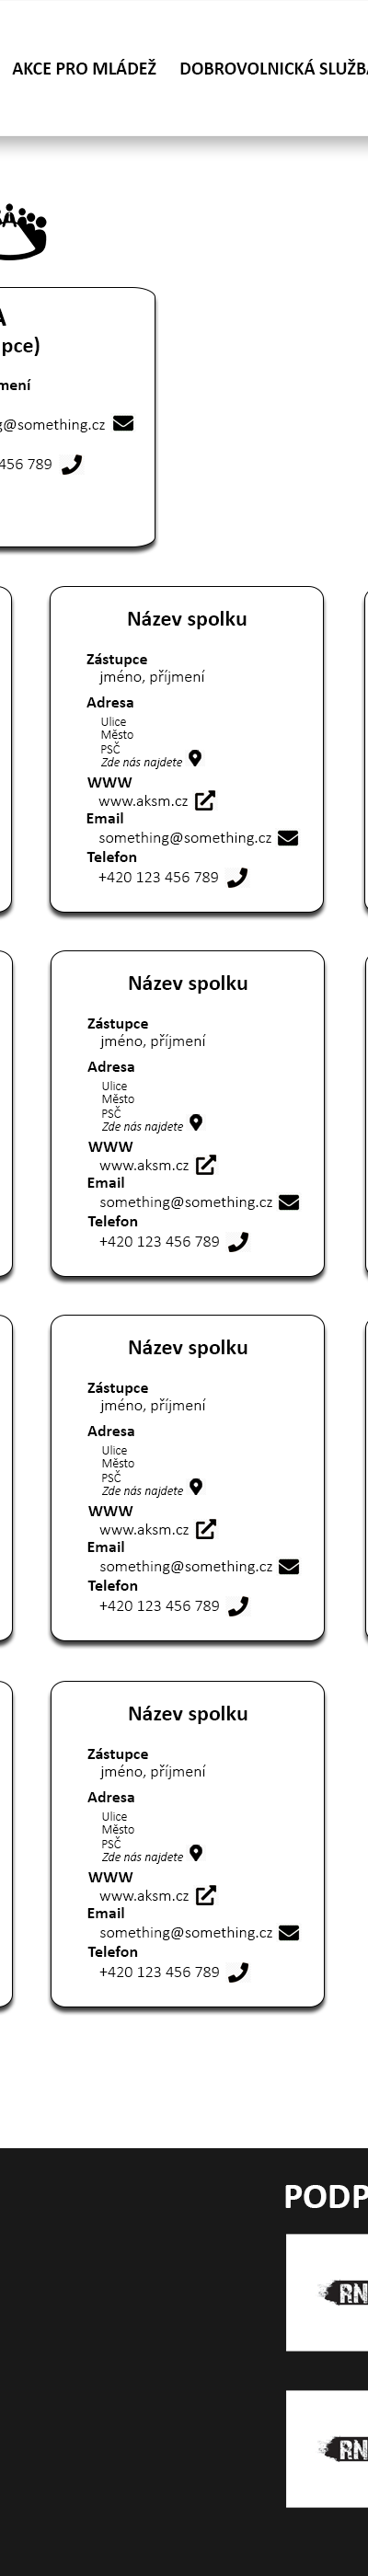 AKCE PRO MLÁDEŽ DOBROVOLNICKÁ SLUŽBA
A
pce)
mení
g@something.cz
456 789
Název spolku
Zástupce
jméno, příjmení
Adresa
Ulice
Město
PSČ
Zde nás najdete
WWW
www.aksm.cz
Email
something@something.cz
Telefon
+420 123 456 789
Název spolku
Zástupce
jméno, příjmení
Adresa
Ulice
Město
PSČ
Zde nás najdete
WWW
www.aksm.cz
Email
something@something.cz
Telefon
+420 123 456 789
Název spolku
Zástupce
jméno, příjmení
Adresa
Ulice
Město
PSČ
Zde nás najdete
WWW
www.aksm.cz
Email
something@something.cz
Telefon
+420 123 456 789
Název spolku
Zástupce
jméno, příjmení
Adresa
Ulice
Město
PSČ
Zde nás najdete
WWW
www.aksm.cz
Email
something@something.cz
Telefon
+420 123 456 789
PODP
RN
RN